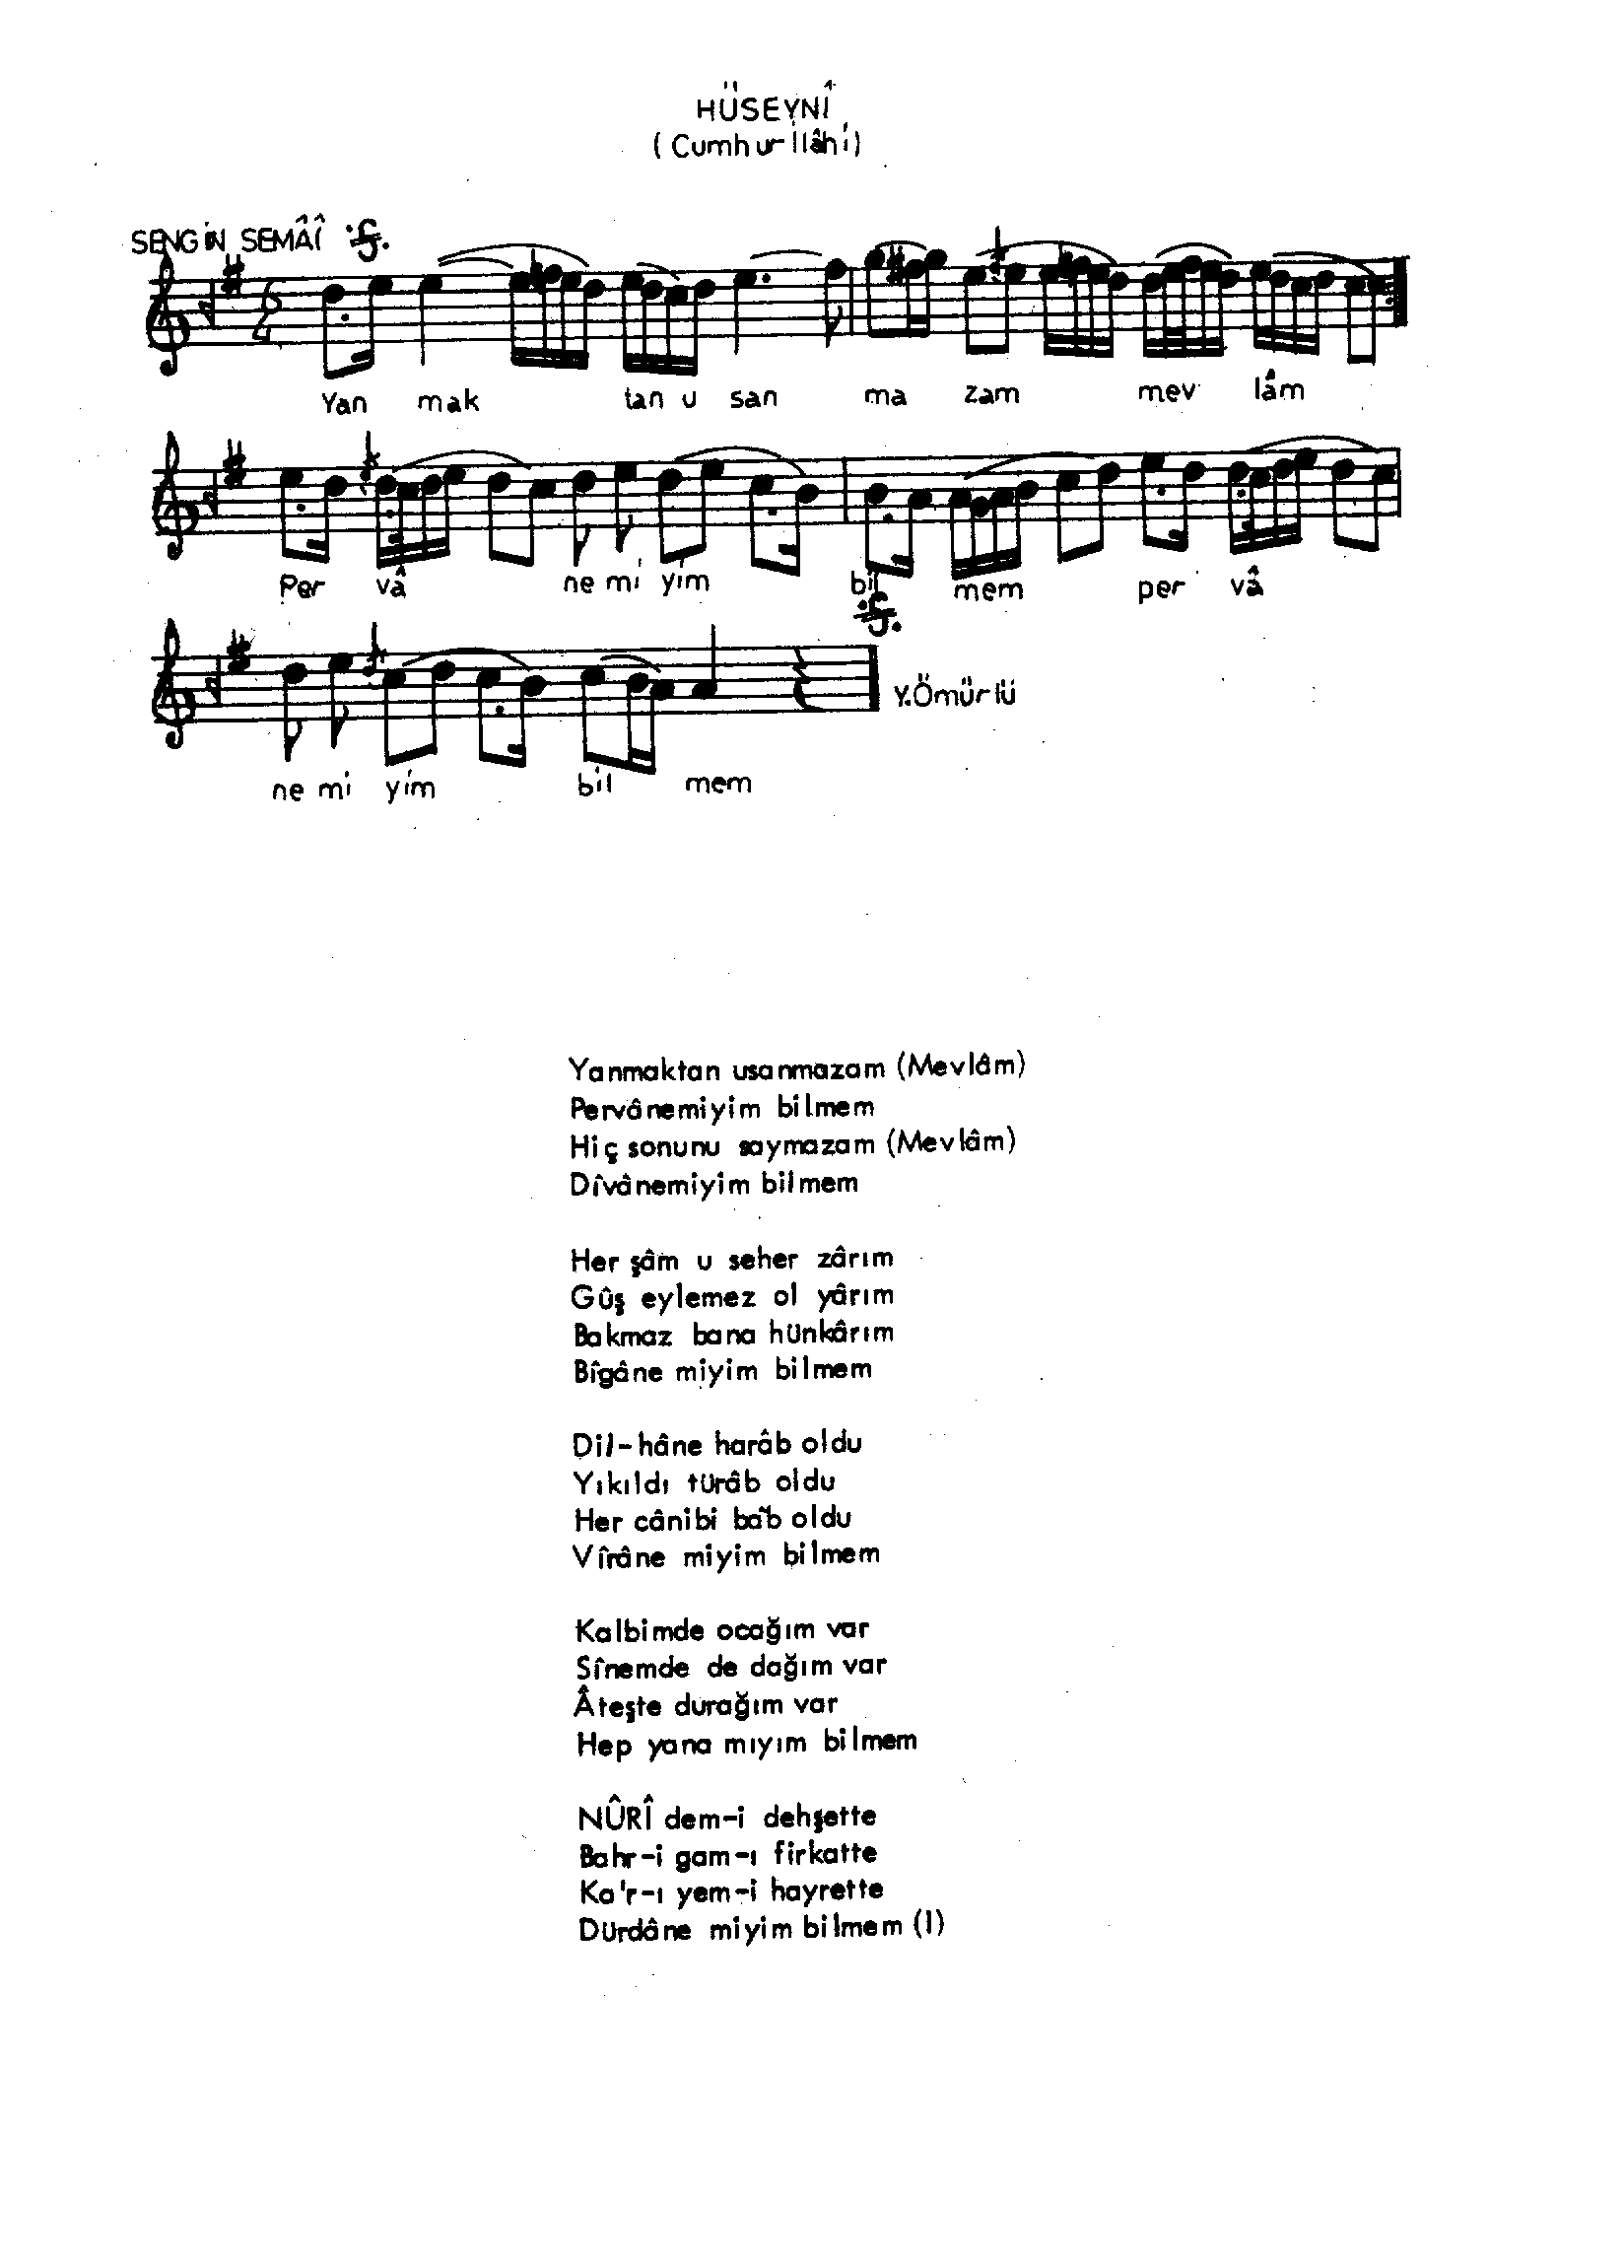 HÜSEYNÎ
(Cumhur İlâhi)
SENGİN SEMÂÎ
Yan mak tan u san ma zam mev lâm
Per vâ ne mi yim bil mem per vâ
ne mi yim bil mem
Y.Ömürlü
Yanmaktan usanmazam (Mevlâm)
Pervânemiyim bilmem
Hiç sonunu saymazam (Mevlâm)
Dîvânemiyim bilmem
Her şâm u seher zârım
Gûş eylemez ol yârım
Bakmaz bana hünkârım
Bîgâne miyim bilmem
Dil-hâne harâb oldu
Yıkıldı türâb oldu
Her cânibi bâb oldu
Vîrâne miyim bilmem
Kalbimde ocağım var
Sînemde de dağım var
Âteşte durağım var
Hep yana mıyım bilmem
NÛRÎ dem-i dehşette
Bahr-i gam-ı firkatte
Ka'r-ı yem-i hayrette
Dürdâne miyim bilmem (1)